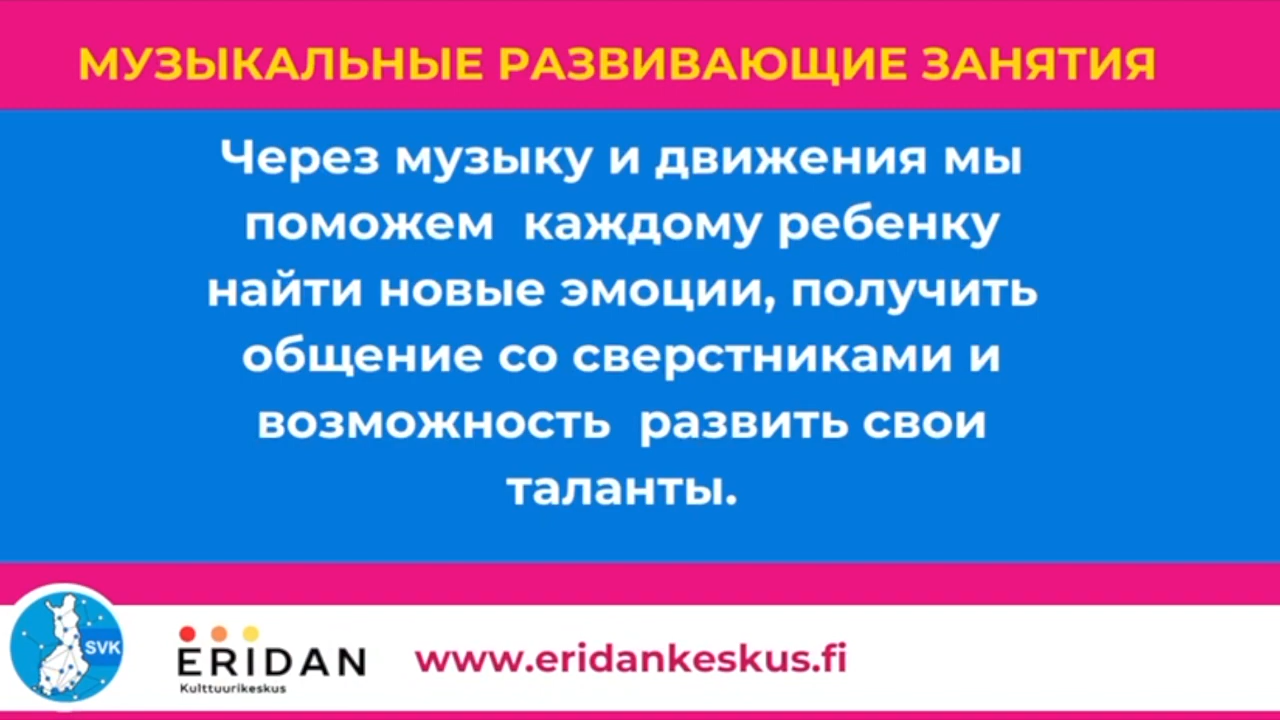 МУЗЫКАЛЬНЫЕ РАЗВИВАЮЩИЕ ЗАНЯТИЯ
Через музыку и движения мы
поможем каждому ребенку
найти новые эмоции, получить
общение со сверстниками и
возможность развить свои
таланты.
SVK
ERIDAN
Kulttuurikeskus
www.eridankeskus.fi